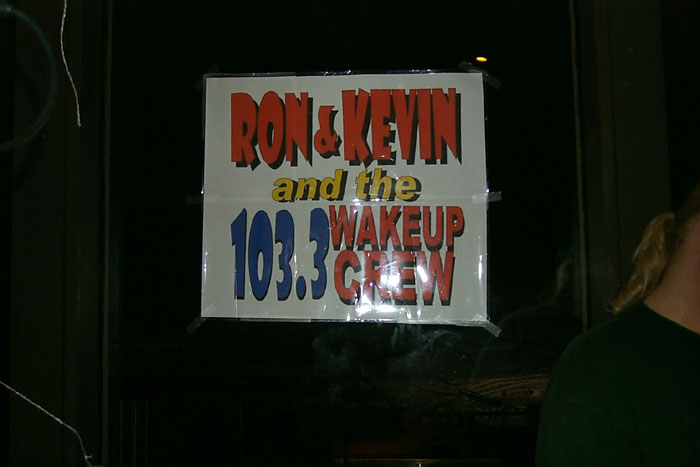 RON & KEVIN
and the
103.3 WAKEUP
CREW